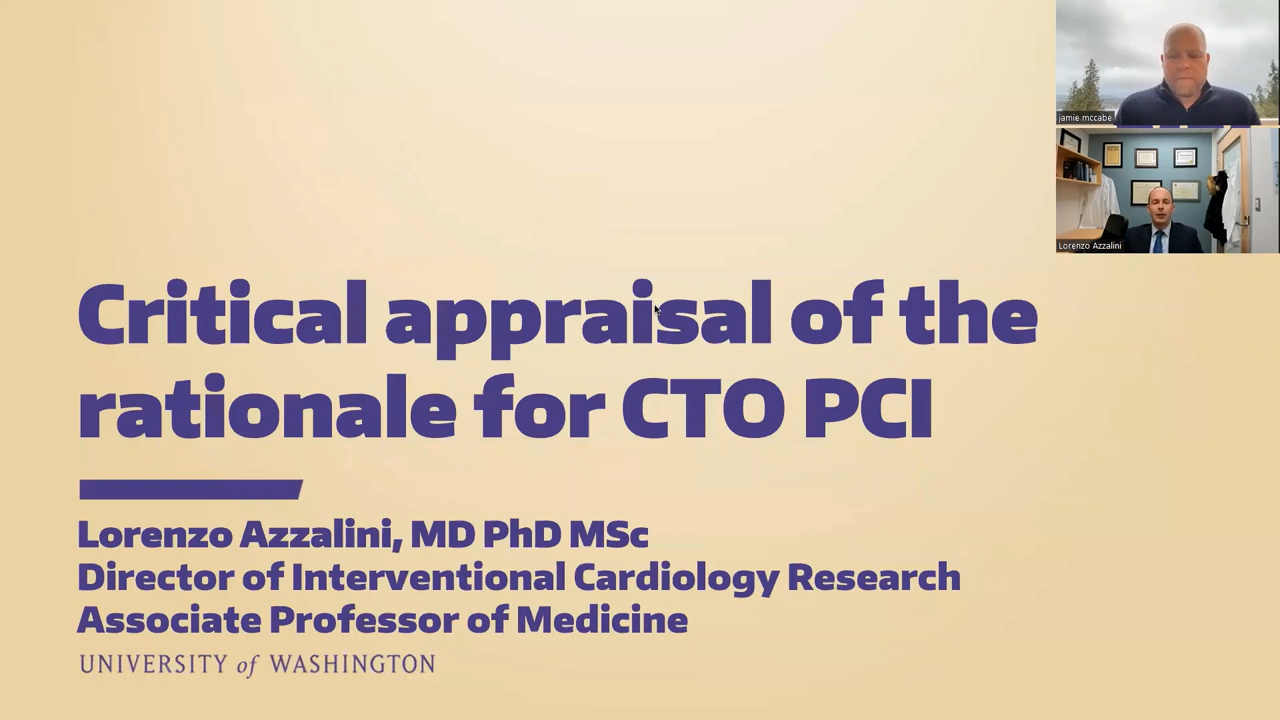 Critical appraisal of the
rationale for CTO PCI
Lorenzo Azzalini, MD PhD MSc
Director of Interventional Cardiology Research
Associate Professor of Medicine
UNIVERSITY of WASHINGTON
jamie mccabe
Lorenzo Azzalini